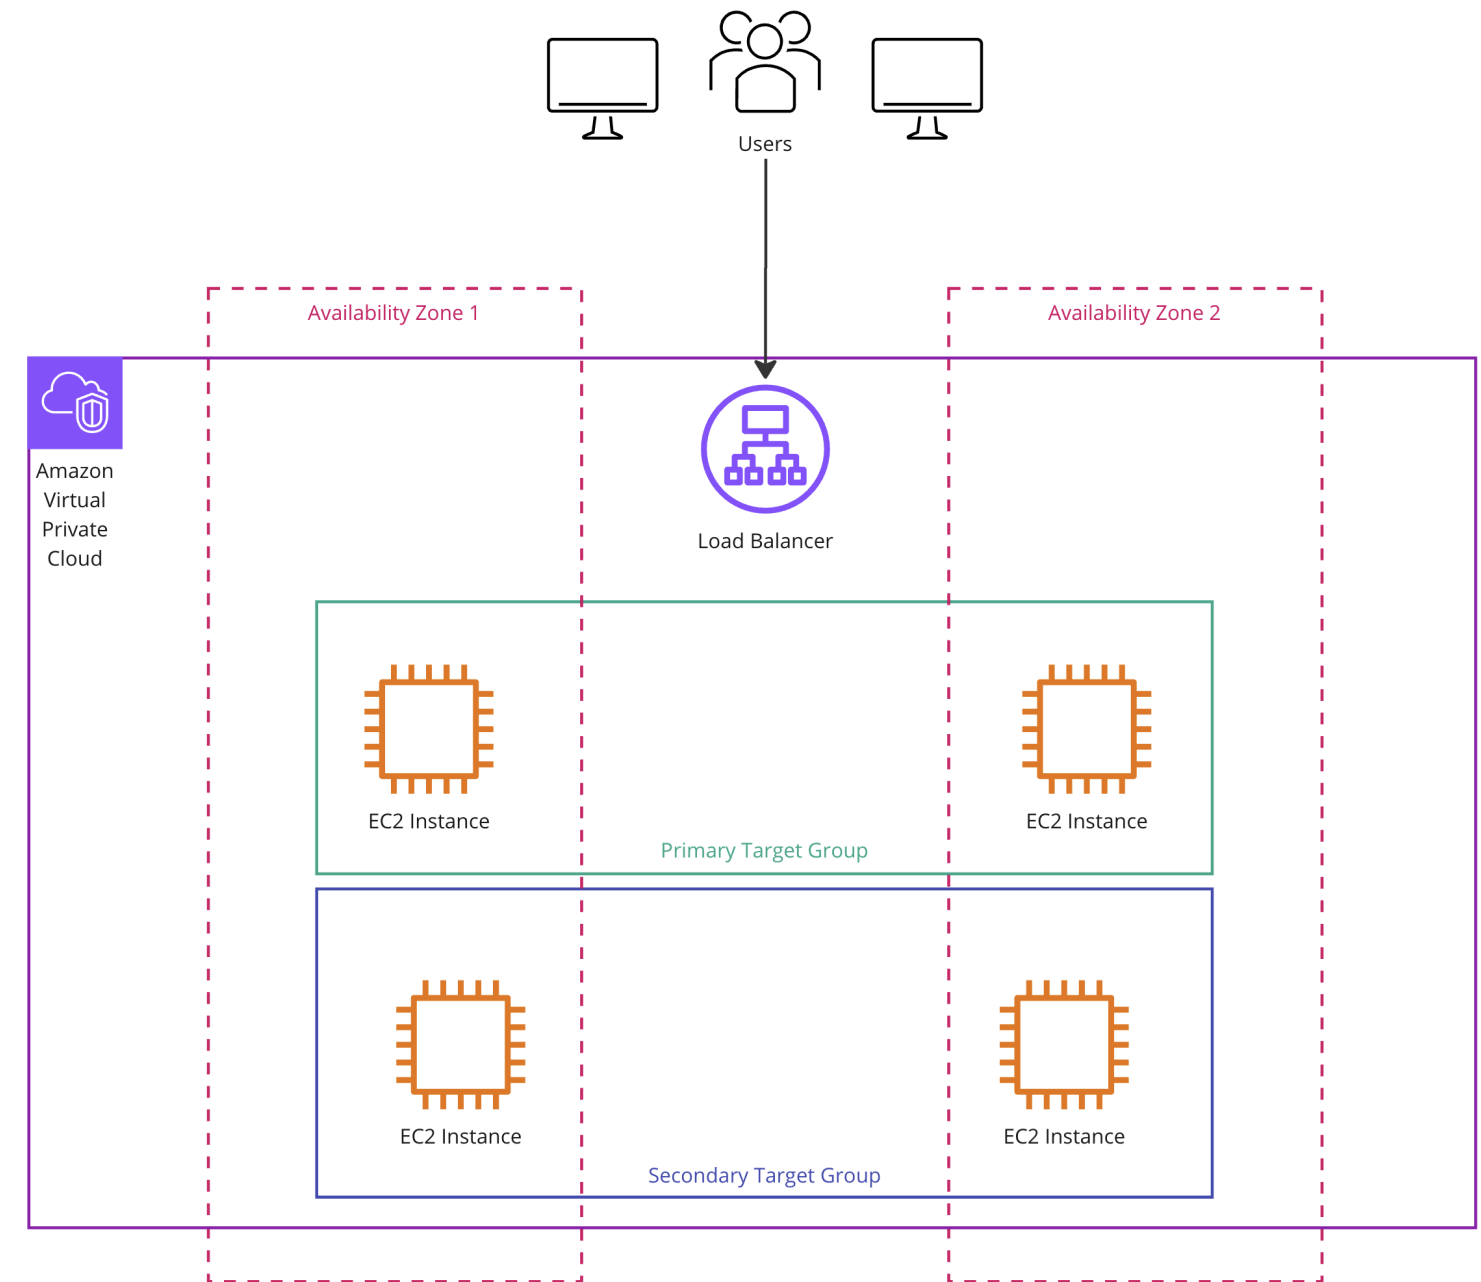 Users
Availability Zone 1
Availability Zone 2
Amazon
Virtual
Private
Cloud
Load Balancer
EC2 Instance
EC2 Instance
Primary Target Group
EC2 Instance
EC2 Instance
Secondary Target Group